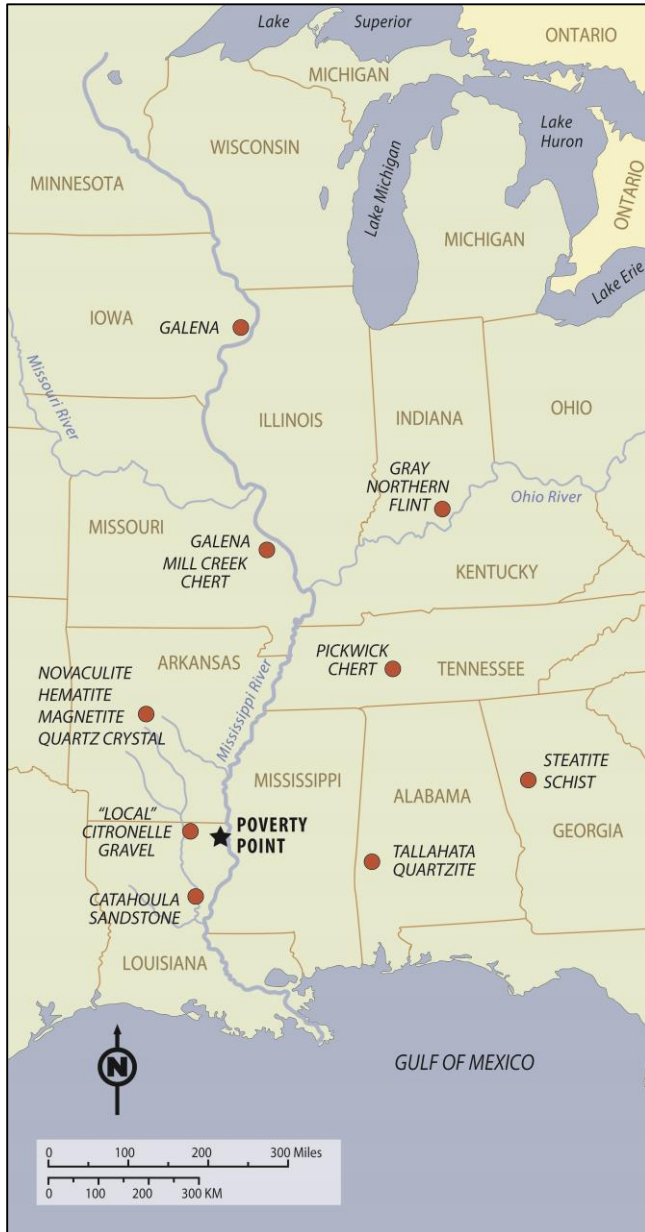 Lake Superior
ONTARIO
MICHIGAN
WISCONSIN
Lake
Huron
MINNESOTA
Lake Michigan
ONTARIO
MICHIGAN
Lake Erie
IOWA
GALENA
Missouri River
ILLINOIS
INDIANA
OHIO
GRAY
NORTHERN
FLINT
Ohio River
MISSOURI
GALENA
MILL CREEK
CHERT
KENTUCKY
PICKWICK
CHERT
TENNESSEE
ARKANSAS
NOVACULITE
HEMATITE
MAGNETITE
QUARTZ CRYSTAL
Mississippi River
STEATITE
SCHIST
MISSISSIPPI
ALABAMA
GEORGIA
"LOCAL"
CITRONELLE
GRAVEL
POVERTY
POINT
TALLAHATA
QUARTZITE
CATAHOULA
SANDSTONE
LOUISIANA
N
GULF OF MEXICO
0 100 200 300 Miles
0 100 200 300 KM